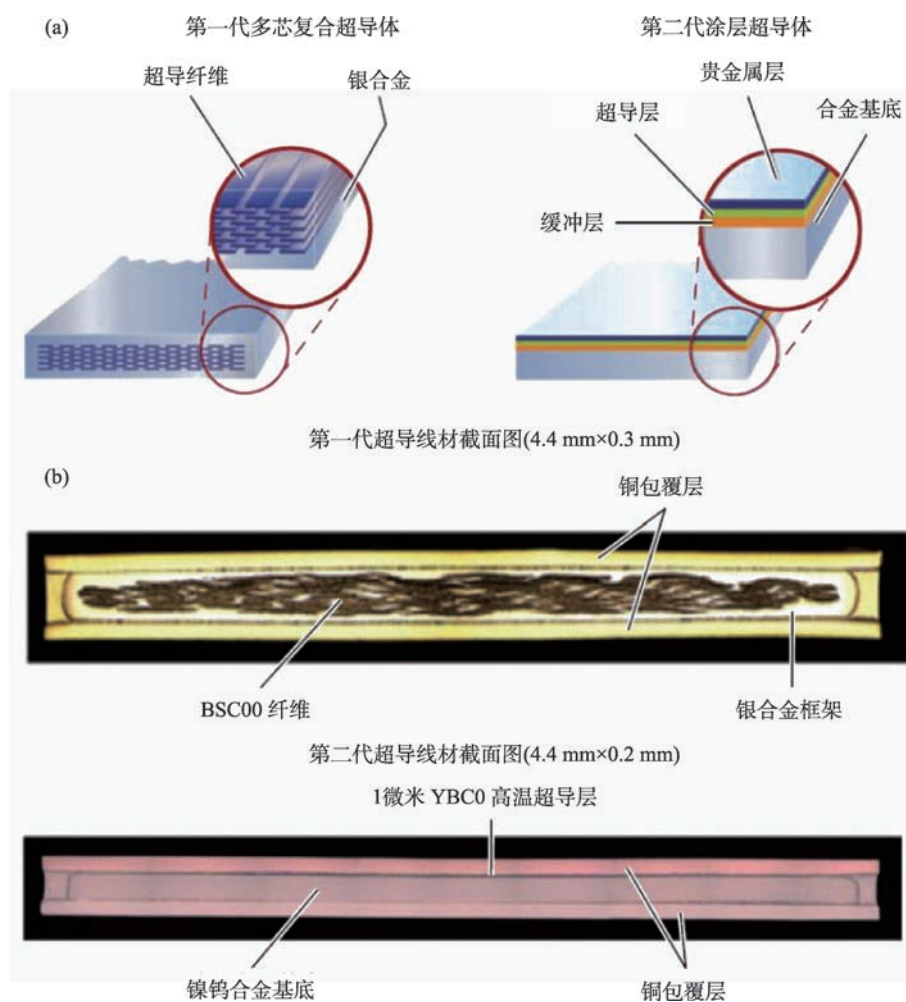 (a)
第一代多芯复合超导体
第二代涂层超导体
超导纤维
银合金
贵金属层
超导层
合金基底
缓冲层
第一代超导线材截面图(4.4 mm×0.3 mm)
(b)
铜包覆层
BSC00 纤维
银合金框架
第二代超导线材截面图(4.4 mm×0.2 mm)
1微米 YBC0 高温超导层
镍钨合金基底
铜包覆层